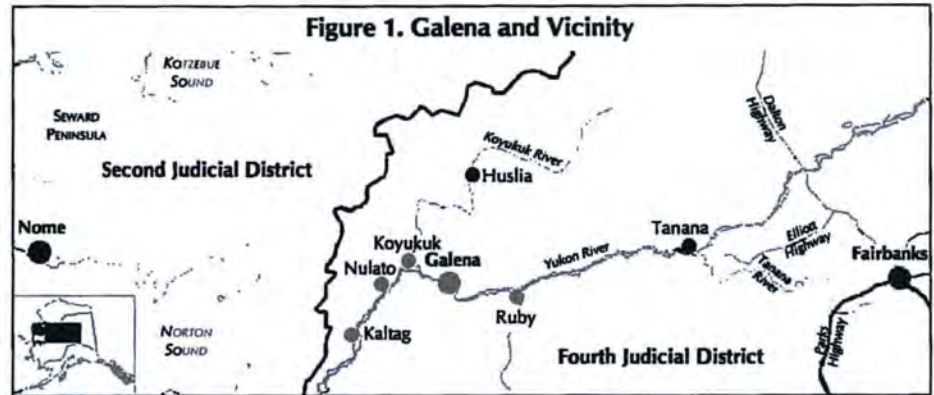 Figure 1. Galena and Vicinity
KOTZEBUE
SOUND
SEWARD
PENINSULA
Second Judicial District
Koyukuk River
Huslia
Dalton
Highway
Nome
Koyukuk
Galena
Nulato
Yukon River
Tanana
Elliott
Highway
Tanana
River
Fairbanks
Ruby
Kaltag
NORTON
SOUND
Fourth Judicial District
Parks
Highway